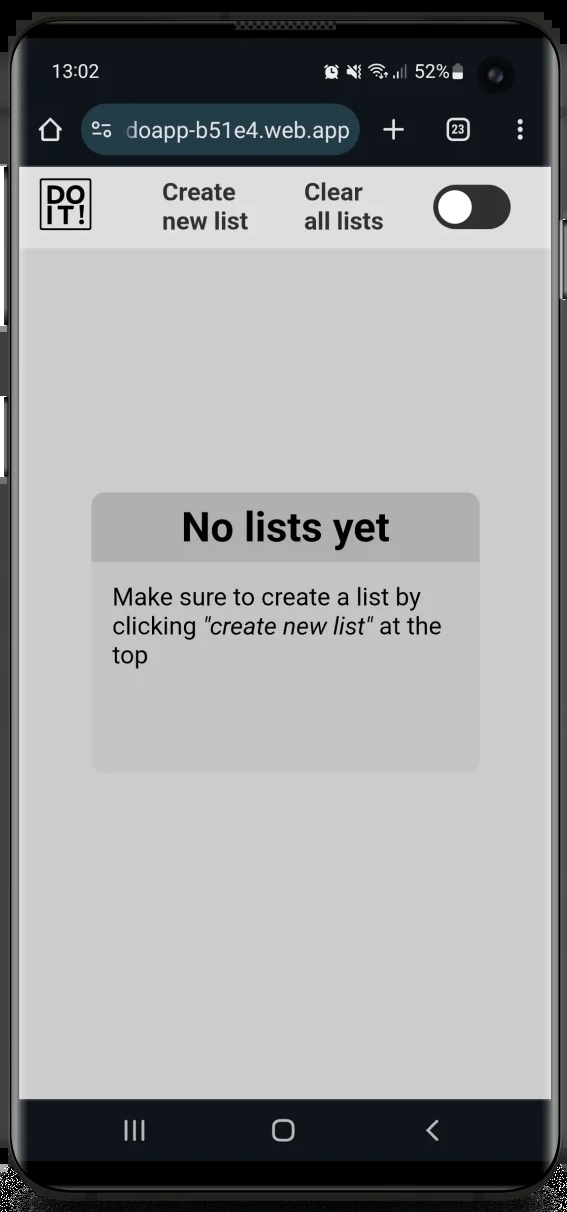 13:02
52%
doapp-b51e4.web.app
23
DO
IT!
Create
new list
Clear
all lists
No lists yet
Make sure to create a list by
clicking "create new list" at the
top